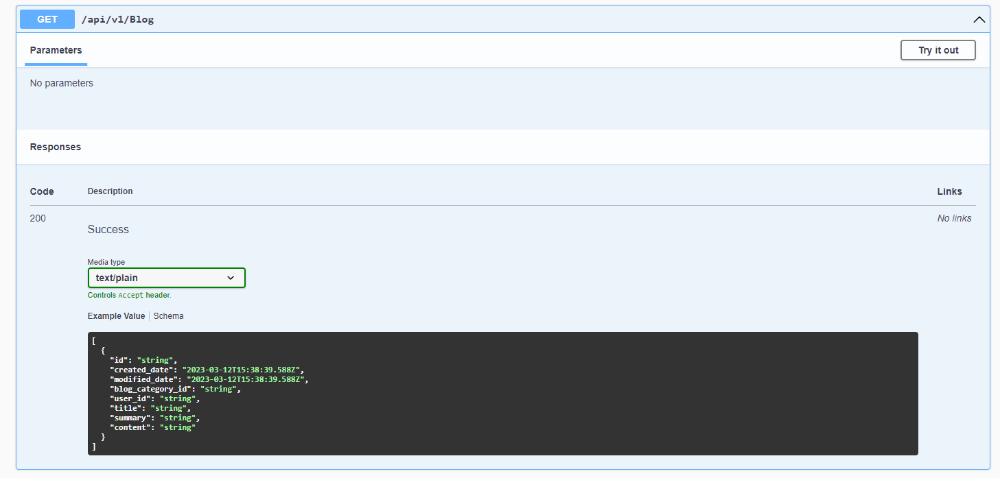 GET /api/v1/Blog
Parameters
Try it out
No parameters
Responses
Code Description Links
200 Success No links
Media type
text/plain
Controls Accept header.
Example Value Schema
[
  {
    "id": "string",
    "created_date": "2023-03-12T15:38:39.588Z",
    "modified_date": "2023-03-12T15:38:39.588Z",
    "blog_category_id": "string",
    "user_id": "string",
    "title": "string",
    "summary": "string",
    "content": "string"
  }
]